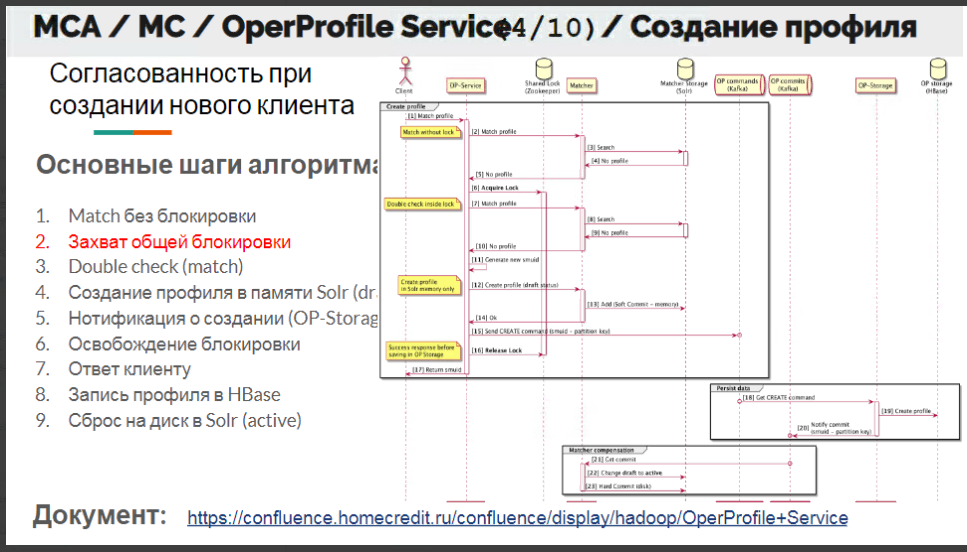 MCA / MC / OperProfile Service(4/10) / Создание профиля
Согласованность при
создании нового клиента
Основные шаги алгоритма
1. Match без блокировки
2. Захват общей блокировки
3. Double check (match)
4. Создание профиля в памяти Solr (dra
5. Нотификация о создании (OP-Storag
6. Освобождение блокировки
7. Ответ клиенту
8. Запись профиля в HBase
9. Сброс на диск в Solr (active)
Client
OP-Service
Shared Lock
(Zookeeper)
Matcher
Matcher Storage
(Solr)
OP commands
(Kafka)
OP commits
(Kafka)
OP-Storage
OP storage
(HBase)
Create profile
[1] Match profile
Match without lock
[2] Match profile
[3] Search
[4] No profile
[5] No profile
[6] Acquire Lock
Double check inside lock
[7] Match profile
[8] Search
[9] No profile
[10] No profile
[11] Generate new smuid
Create profile
in Solr memory only
[12] Create profile (draft status)
[13] Add (Soft Commit - memory)
[14] Ok
[15] Send CREATE command (smuid - partition key)
Success response before
saving in OP Storage
[16] Release Lock
[17] Return smuid
Persist data
[18] Get CREATE command
[19] Create profile
[20] Notify commit
(smuid - partition key)
Matcher compensation
[21] Get commit
[22] Change draft to active
[23] Hard Commit (disk)
Документ: https://confluence.homecredit.ru/confluence/display/hadoop/OperProfile+Service